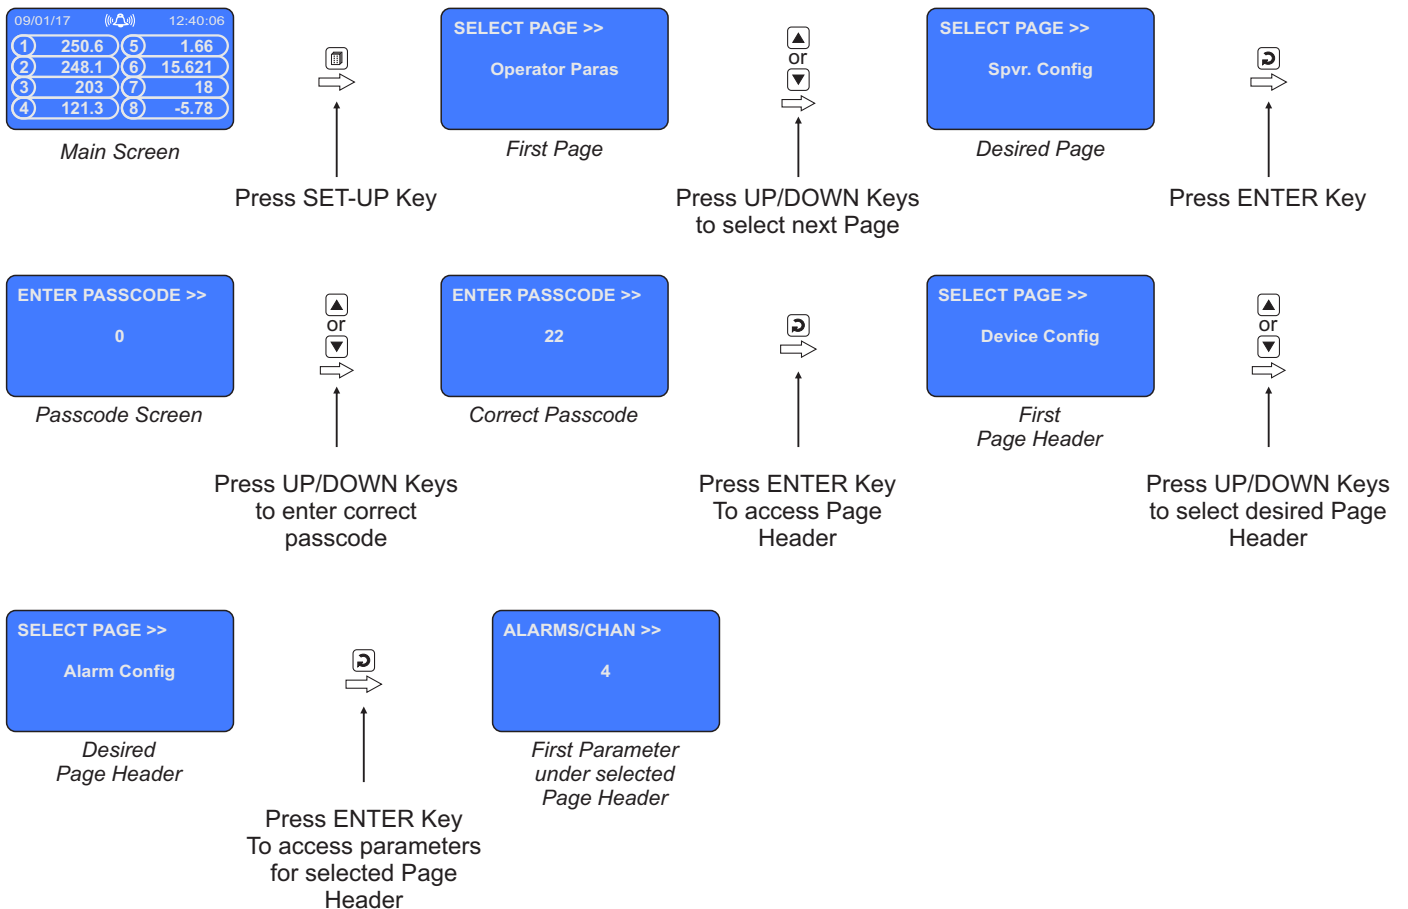 09/01/17 12:40:06
1 250.6 5 1.66
2 248.1 6 15.621
3 203 7 18
4 121.3 8 -5.78
Main Screen
Press SET-UP Key
SELECT PAGE >>
Operator Paras
First Page
or
Press UP/DOWN Keys
to select next Page
SELECT PAGE >>
Spvr. Config
Desired Page
Press ENTER Key
ENTER PASSCODE >>
0
Passcode Screen
or
Press UP/DOWN Keys
to enter correct
passcode
ENTER PASSCODE >>
22
Correct Passcode
Press ENTER Key
To access Page
Header
SELECT PAGE >>
Device Config
First
Page Header
or
Press UP/DOWN Keys
to select desired Page
Header
SELECT PAGE >>
Alarm Config
Desired
Page Header
Press ENTER Key
To access parameters
for selected Page
Header
ALARMS/CHAN >>
4
First Parameter
under selected
Page Header